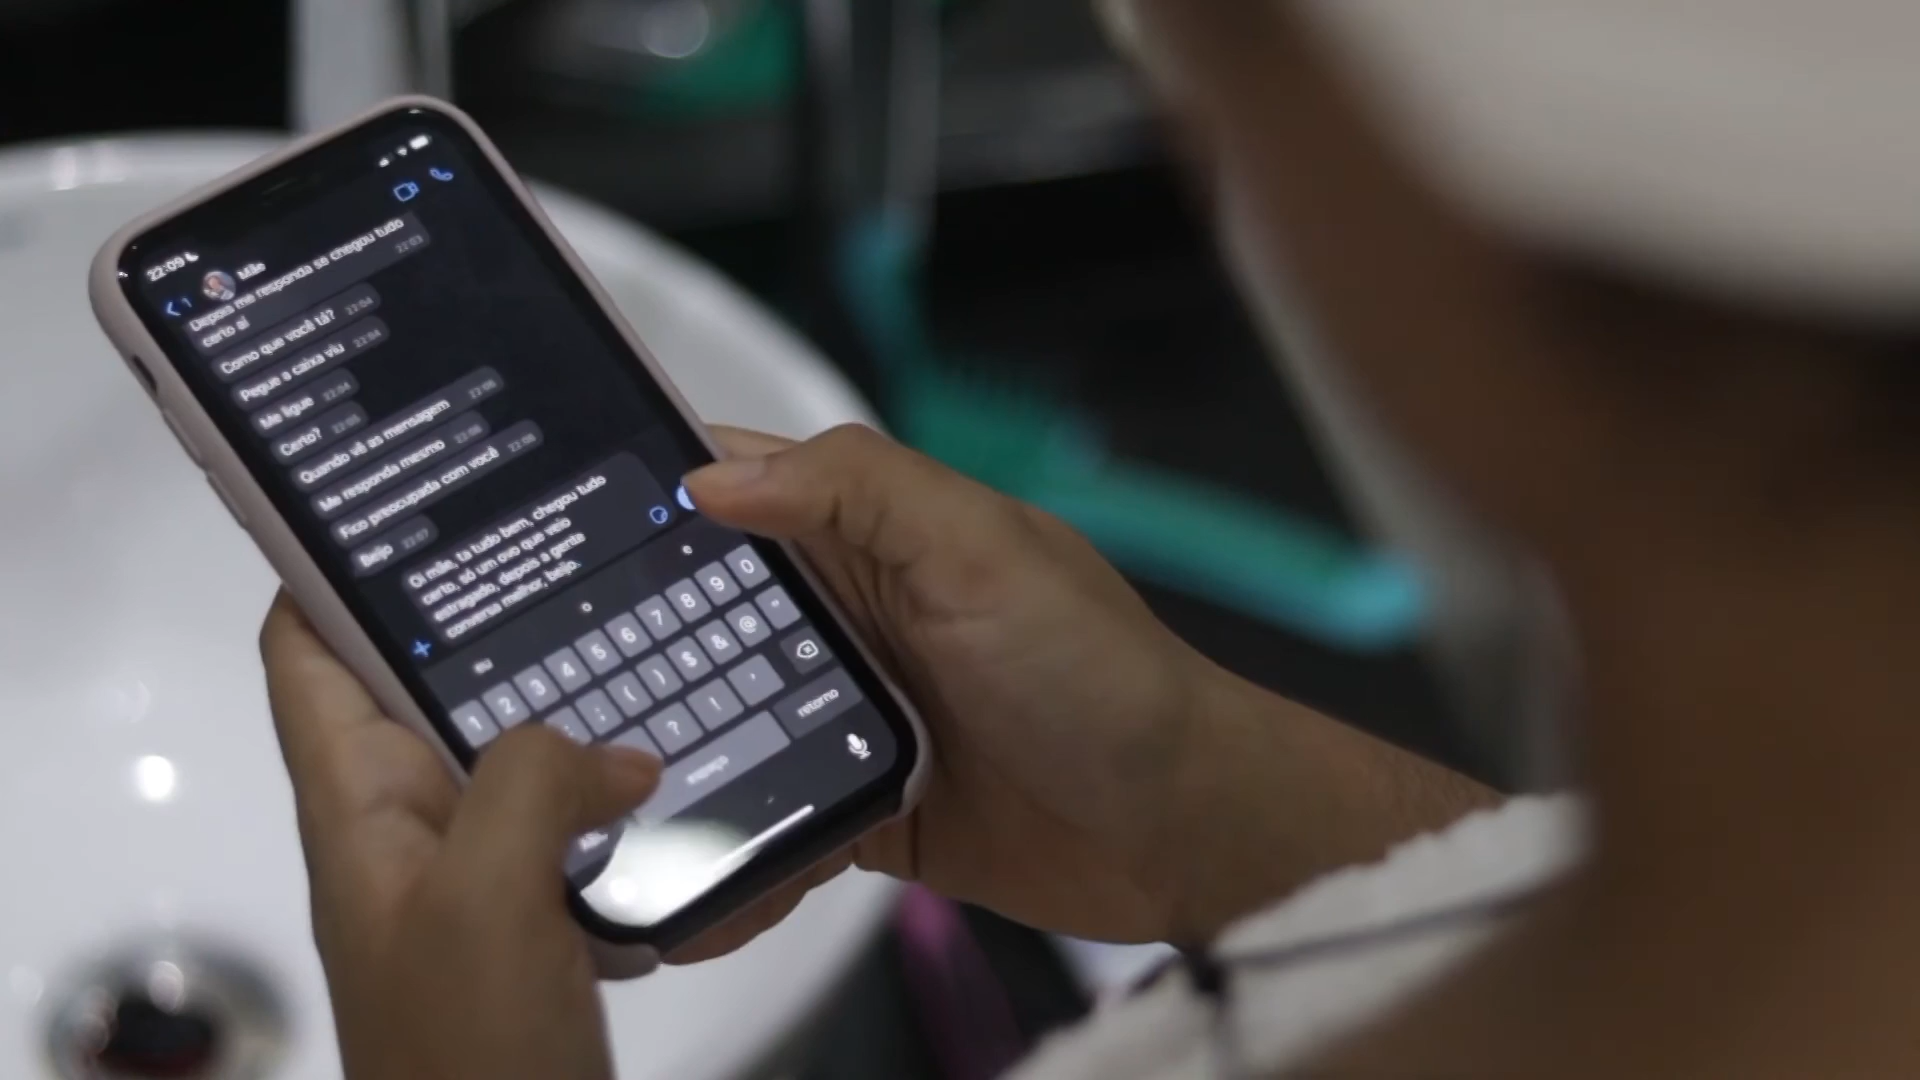 22:09
1
Mãe
Depois me responda se chegou tudo
certo aí 22:03
Como que você tá? 22:04
Pegue a caixa viu 22:04
Me ligue 22:04
Certo? 22:05
Quando vê as mensagem 22:06
Me responda mesmo 22:06
Fico preocupada com você 22:06
Beijo 22:07
Oi mãe, ta tudo bem, chegou tudo
certo, só um ovo que veio
estragado, depois a gente
conversa melhor, beijo.
eu o e
1 2 3 4 5 6 7 8 9 0
: ; ( ) $ & @ "
? ! '
ABC espaço retorno